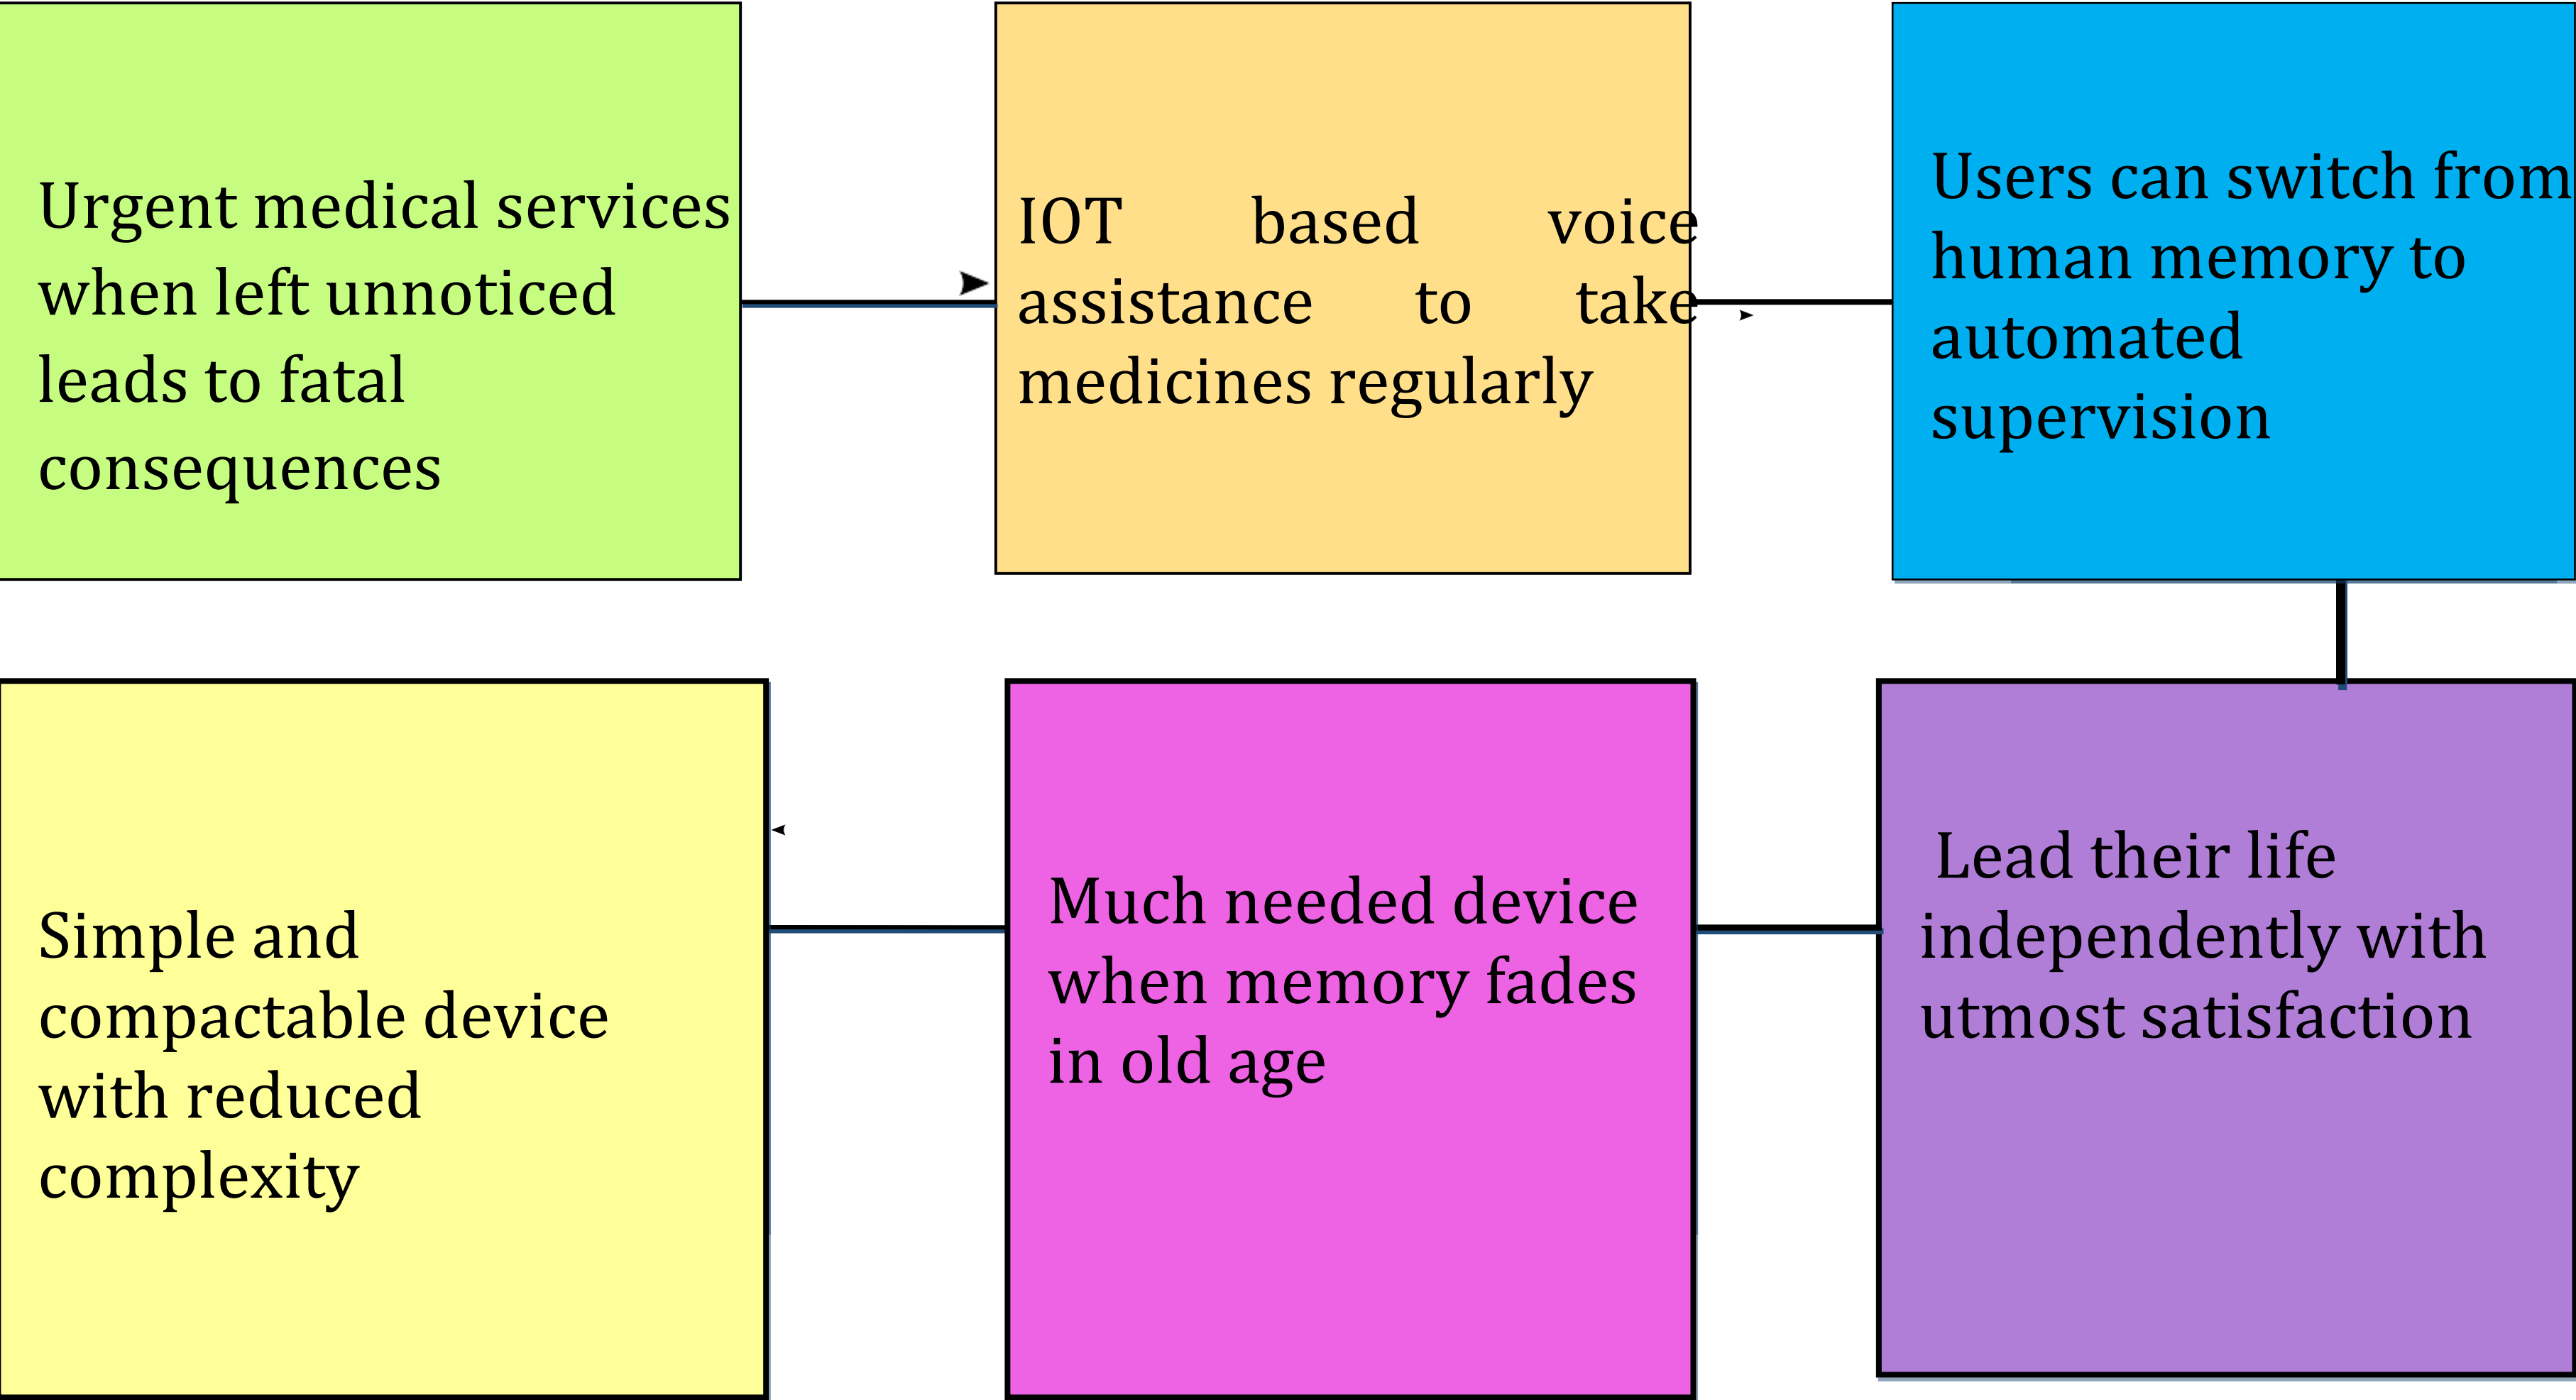 Urgent medical services
when left unnoticed
leads to fatal
consequences
IOT based voice
assistance to take
medicines regularly
Users can switch from
human memory to
automated
supervision
Simple and
compactable device
with reduced
complexity
Much needed device
when memory fades
in old age
Lead their life
independently with
utmost satisfaction